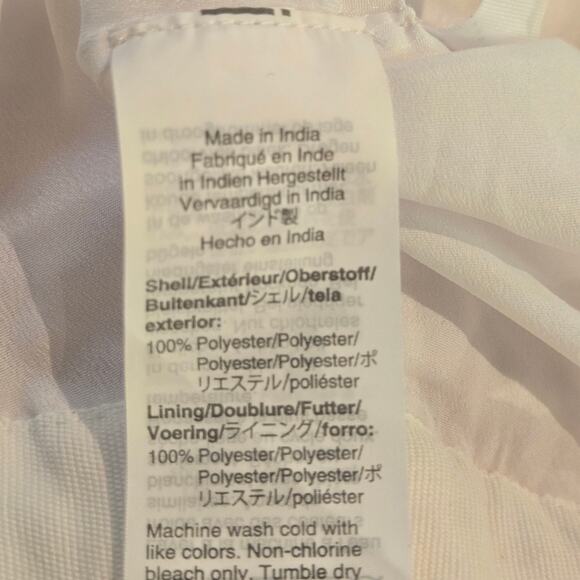 Made in India
Fabriqué en Inde
in Indien Hergestellt
Vervaardigd in India
インド製
Hecho en India
Shell/Extérieur/Oberstoff/
Buitenkant/シェル/tela
exterior:
100% Polyester/Polyester/
Polyester/Polyester/ポ
リエステル/poliéster
Lining/Doublure/Futter/
Voering/ライニング/forro:
100% Polyester/Polyester/
Polyester/Polyester/ポ
リエステル/poliéster
Machine wash cold with
like colors. Non-chlorine
bleach only. Tumble dry